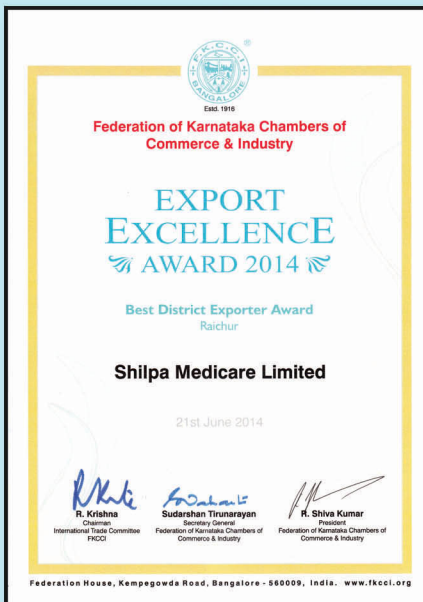 F.K.C.C.I
BANGALORE
®
Estd. 1916
Federation of Karnataka Chambers of
Commerce & Industry
EXPORT
EXCELLENCE
AWARD 2014
Best District Exporter Award
Raichur
Shilpa Medicare Limited
21st June 2014
R. Krishna
Chairman
International Trade Committee
FKCCI
Sudarshan Tirunarayan
Secretary General
Federation of Karnataka Chambers of
Commerce & Industry
R. Shiva Kumar
President
Federation of Karnataka Chambers of
Commerce & Industry
Federation House, Kempegowda Road, Bangalore - 560009, India. www.fkcci.org